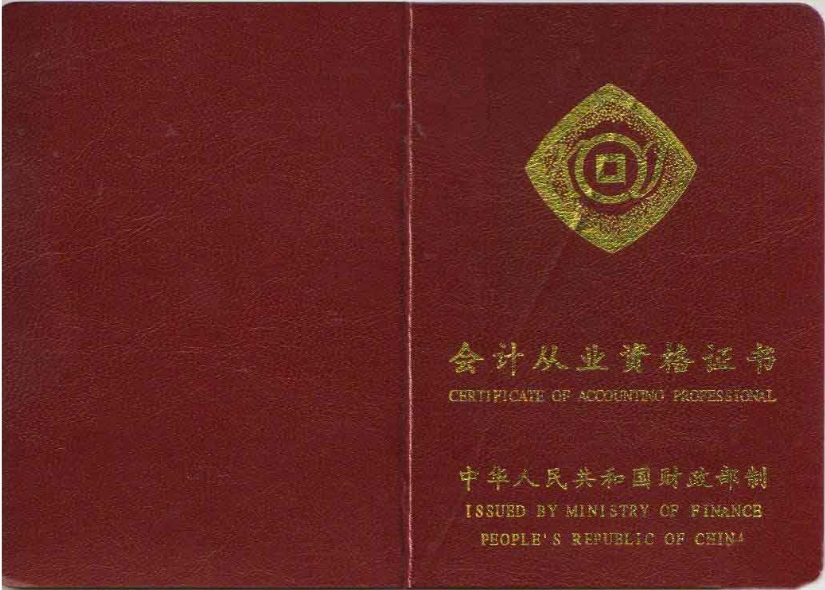 会计从业资格证书
CERTIFICATE OF ACCOUNTING PROFESSIONAL
中华人民共和国财政部制
ISSUED BY MINISTRY OF FINANCE
PEOPLE'S REPUBLIC OF CHINA